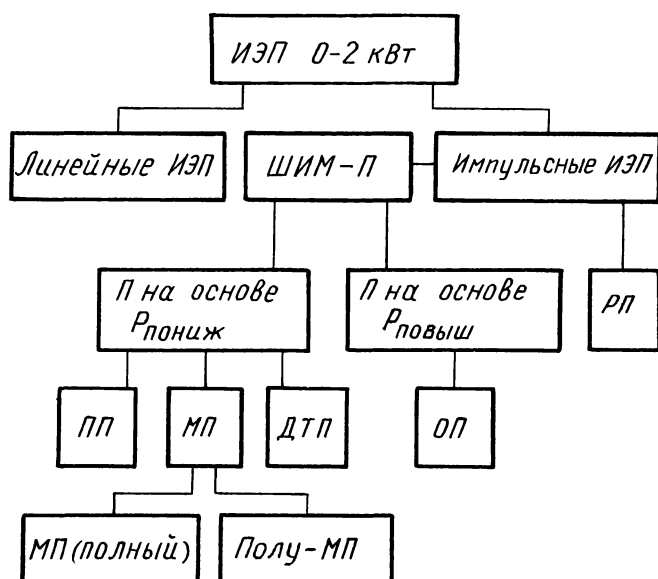 ИЭП 0-2 кВт
Линейные ИЭП
ШИМ-П
Импульсные ИЭП
П на основе
Рпониж
П на основе
Рповыш
РП
ПП
МП
ДТП
ОП
МП(полный)
Полу-МП